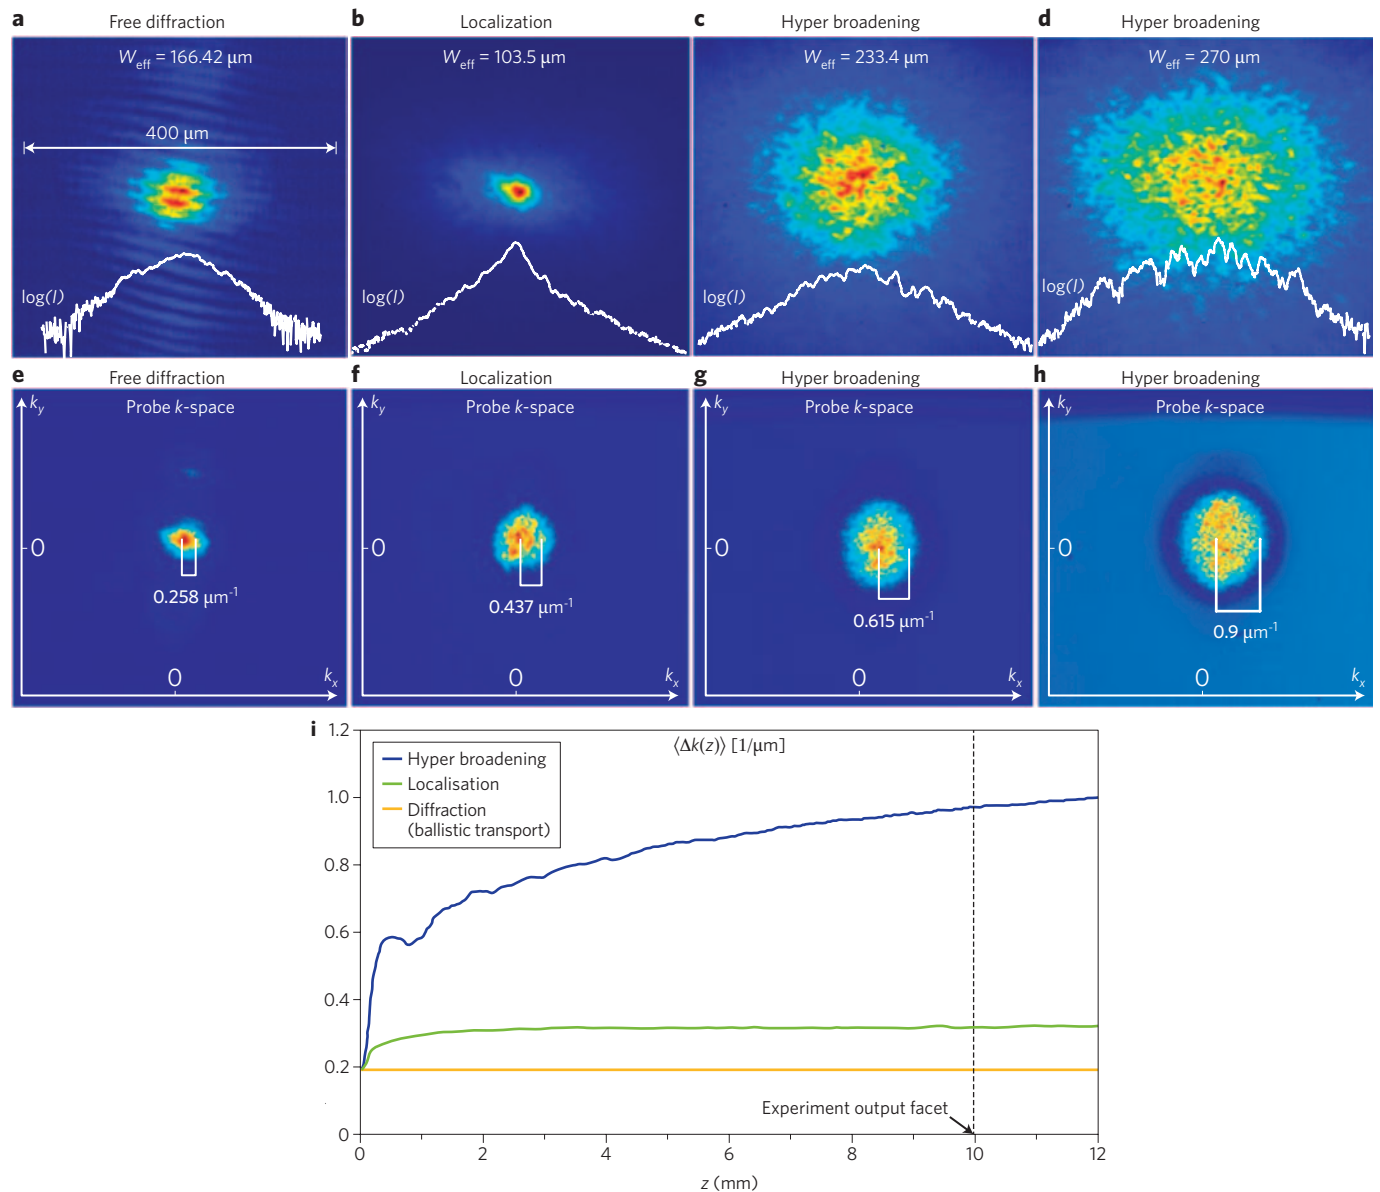 a Free diffraction
b Localization
c Hyper broadening
d Hyper broadening
W_eff = 166.42 µm
W_eff = 103.5 µm
W_eff = 233.4 µm
W_eff = 270 µm
400 µm
log(I)
log(I)
log(I)
log(I)
e Free diffraction
f Localization
g Hyper broadening
h Hyper broadening
k_y Probe k-space
k_y Probe k-space
k_y Probe k-space
k_y Probe k-space
0
0
0
0
0.258 µm⁻¹
0.437 µm⁻¹
0.615 µm⁻¹
0.9 µm⁻¹
0 k_x
0 k_x
0 k_x
0 k_x
i
⟨Δk(z)⟩ [1/µm]
Hyper broadening
Localisation
Diffraction
(ballistic transport)
1.2
1.0
0.8
0.6
0.4
0.2
0
Experiment output facet
0 2 4 6 8 10 12
z (mm)